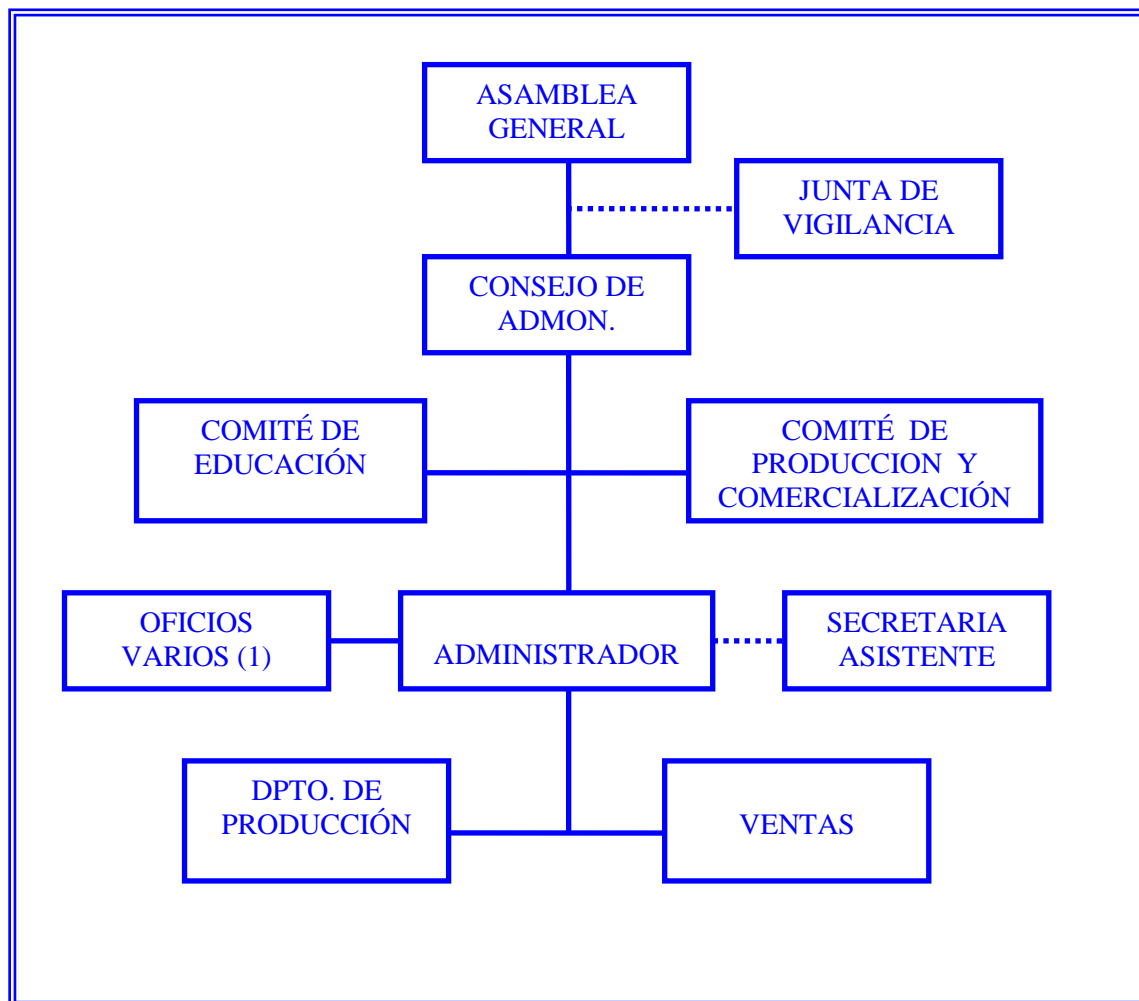 ASAMBLEA
GENERAL
JUNTA DE
VIGILANCIA
CONSEJO DE
ADMON.
COMITÉ DE
EDUCACIÓN
COMITÉ DE
PRODUCCION Y
COMERCIALIZACIÓN
OFICIOS
VARIOS (1)
ADMINISTRADOR
SECRETARIA
ASISTENTE
DPTO. DE
PRODUCCIÓN
VENTAS